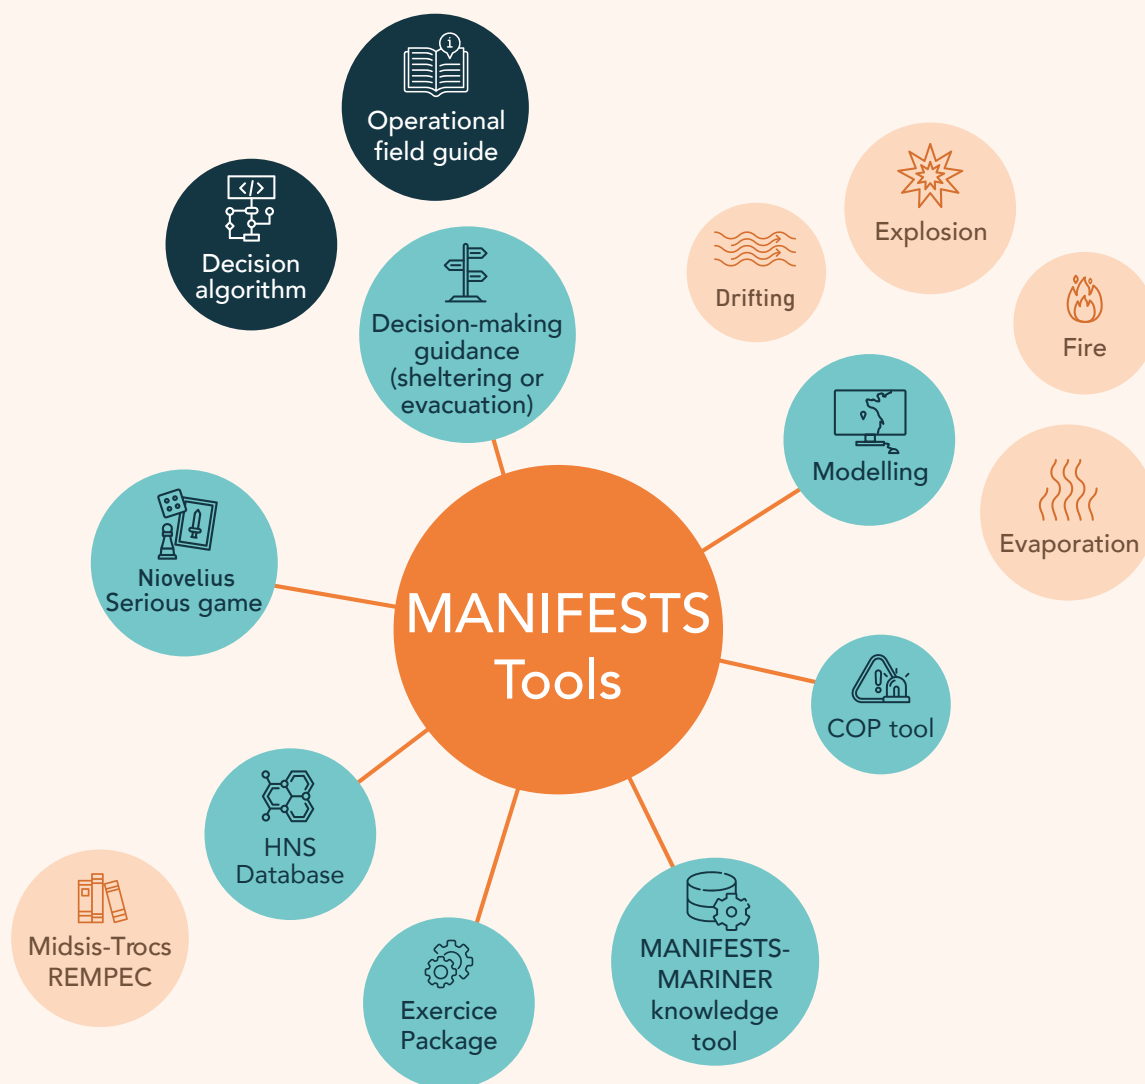 Operational
field guide
Decision
algorithm
Decision-making
guidance
(sheltering or
evacuation)
Explosion
Drifting
Fire
Modelling
Evaporation
Niovelius
Serious game
MANIFESTS
Tools
COP tool
HNS
Database
Midsis-Trocs
REMPEC
Exercice
Package
MANIFESTS-
MARINER
knowledge
tool